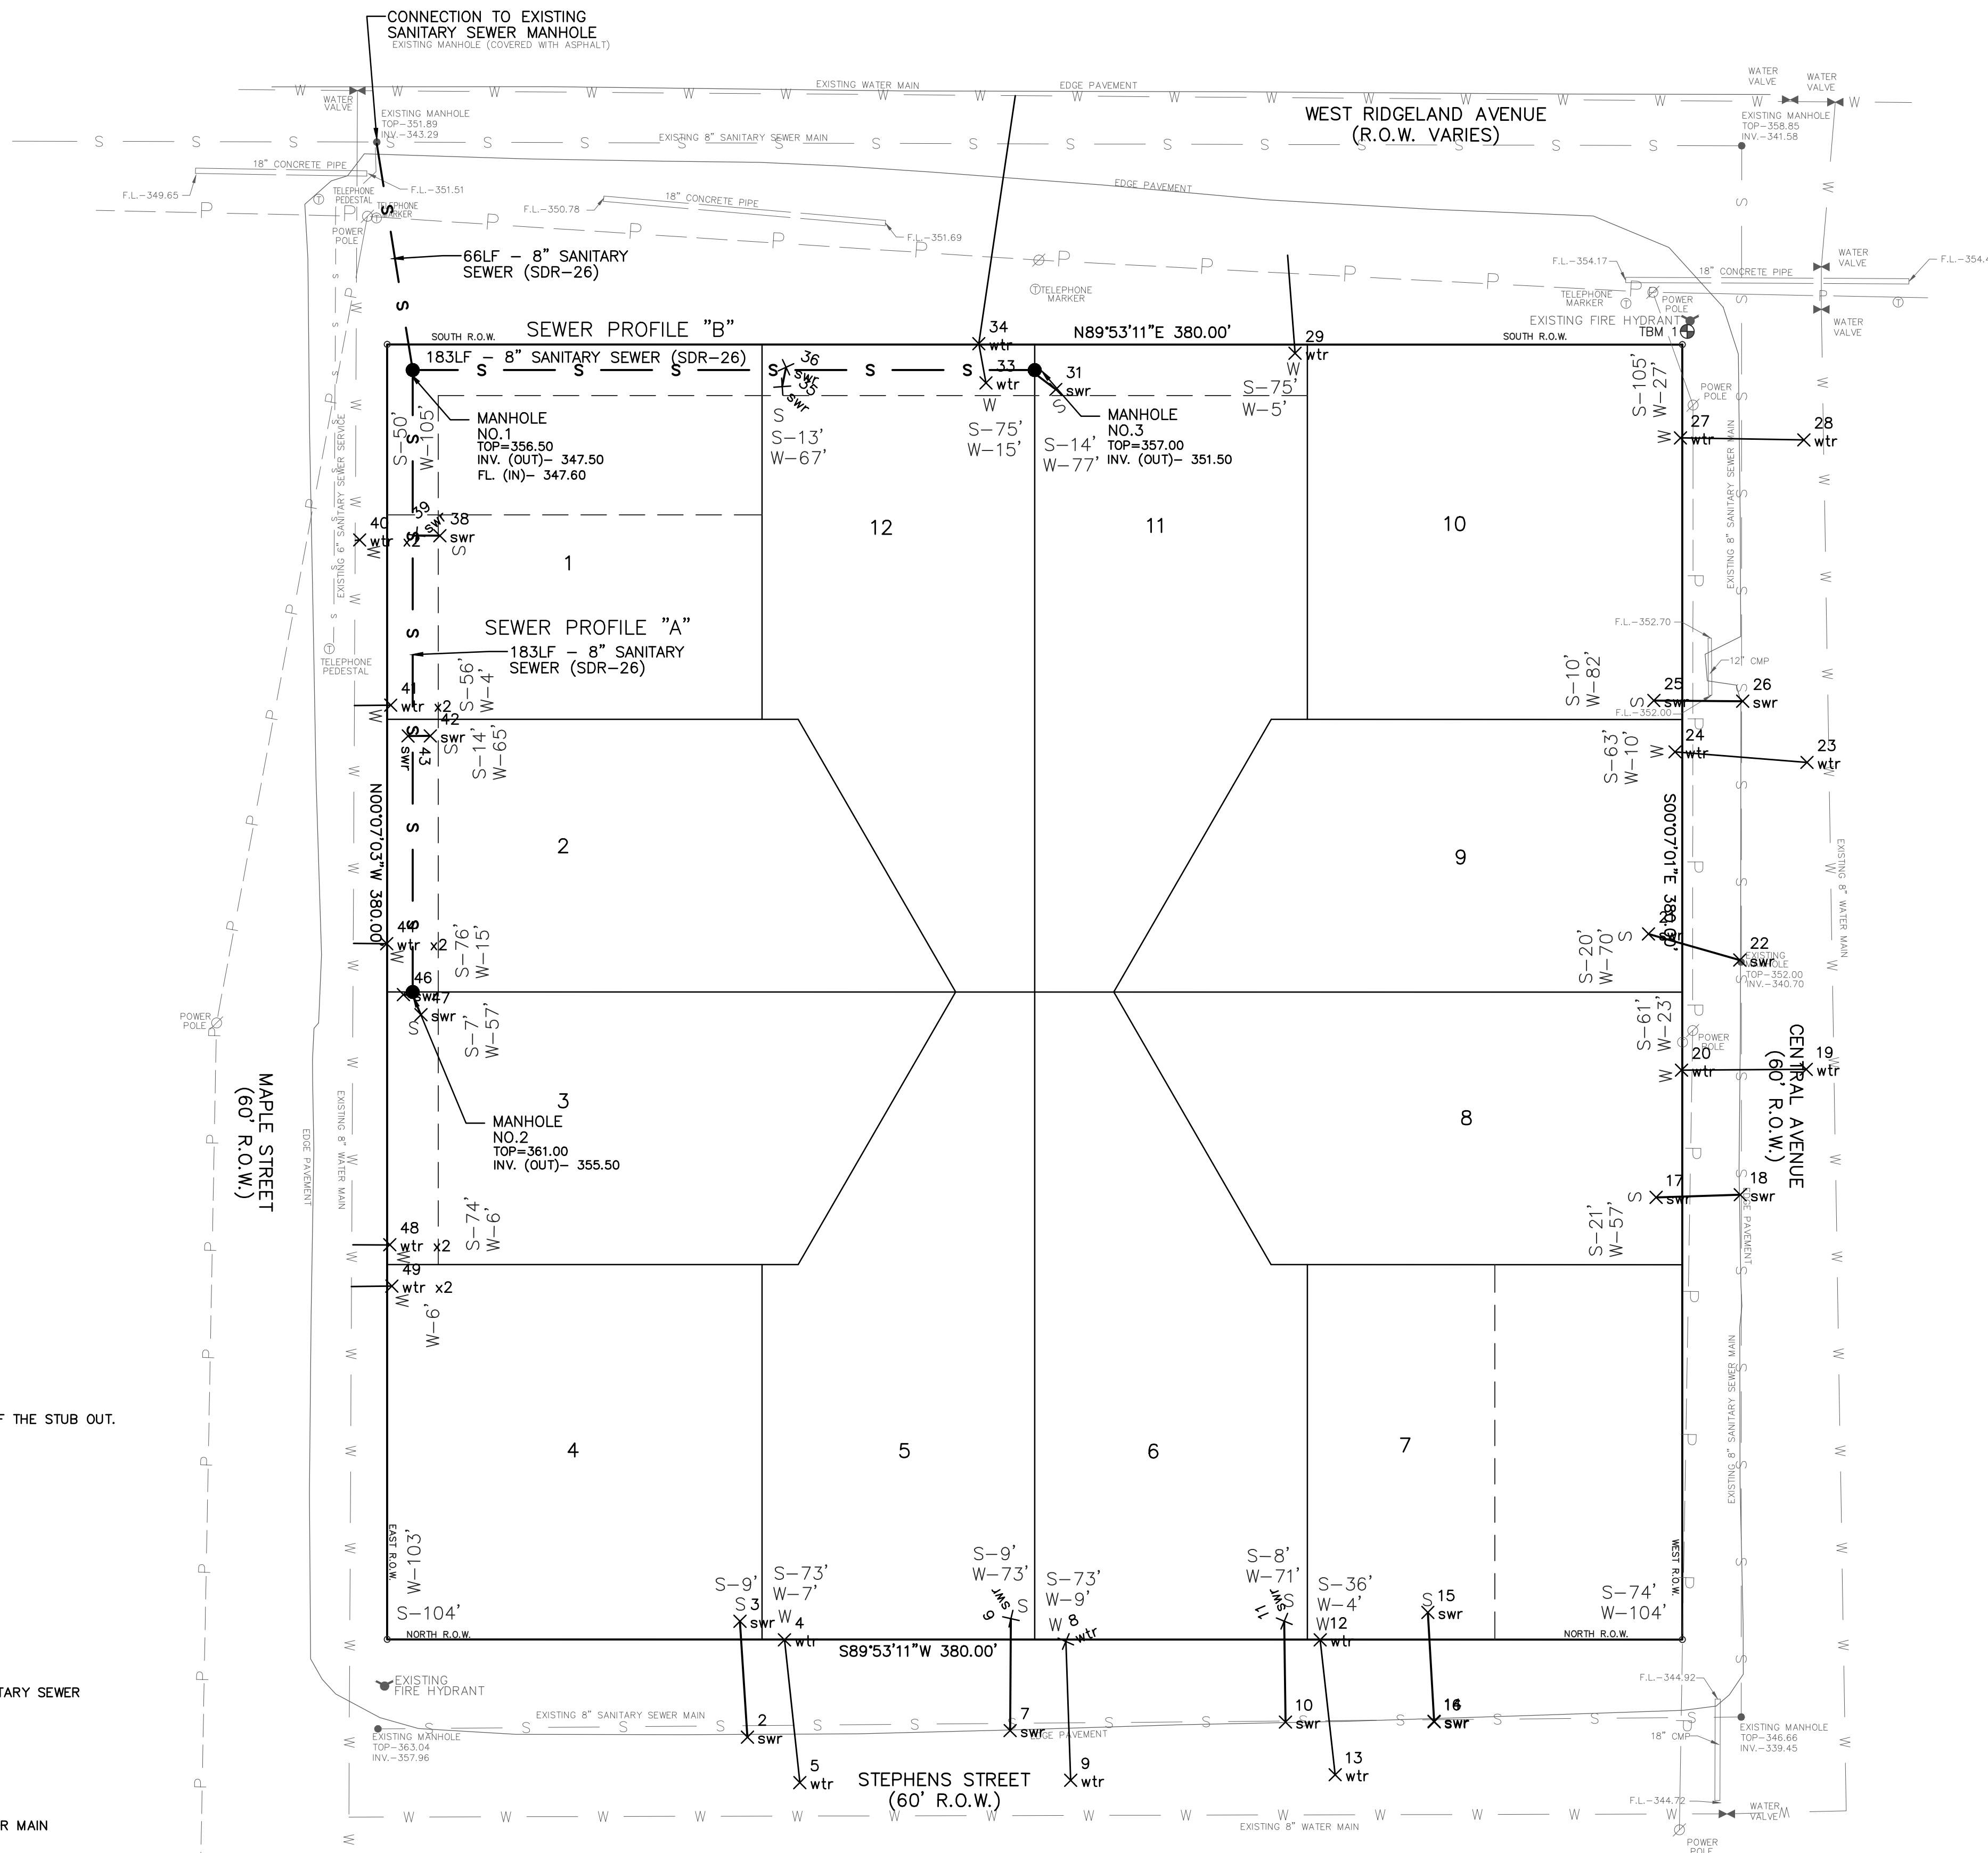 CONNECTION TO EXISTING
SANITARY SEWER MANHOLE
EXISTING MANHOLE (COVERED WITH ASPHALT)
EXISTING WATER MAIN
EDGE PAVEMENT
WATER
VALVE
WATER
VALVE
WATER
VALVE
EXISTING MANHOLE
TOP-351.89
INV.-343.29
EXISTING 8" SANITARY SEWER MAIN
WEST RIDGELAND AVENUE
(R.O.W. VARIES)
EXISTING MANHOLE
TOP-358.85
INV.-341.58
18" CONCRETE PIPE
F.L.-349.65
F.L.-351.51
TELEPHONE
PEDESTAL
TELEPHONE
MARKER
POWER
POLE
F.L.-350.78
18" CONCRETE PIPE
F.L.-351.69
EDGE PAVEMENT
66LF - 8" SANITARY
SEWER (SDR-26)
TELEPHONE
MARKER
F.L.-354.17
18" CONCRETE PIPE
F.L.-354.4
WATER
VALVE
TELEPHONE
MARKER
POWER
POLE
WATER
VALVE
EXISTING FIRE HYDRANT
TBM 1
SOUTH R.O.W.
SEWER PROFILE "B"
183LF - 8" SANITARY SEWER (SDR-26)
N89°53'11"E 380.00'
SOUTH R.O.W.
34
wtr
33
wtr
29
wtr
31
swr
36
swr
35
swr
MANHOLE
NO.1
TOP=356.50
INV. (OUT)- 347.50
FL. (IN)- 347.60
S-50'
W-105'
S-13'
W-67'
S-75'
W-15'
S-14'
W-77'
MANHOLE
NO.3
TOP=357.00
INV. (OUT)- 351.50
S-75'
W-5'
S-105'
W-27'
POWER
POLE
27
wtr
28
wtr
EXISTING 8" SANITARY SEWER MAIN
EXISTING 6" SANITARY SEWER SERVICE
39
swr
38
swr
40
wtr x2
1
12
11
10
SEWER PROFILE "A"
183LF - 8" SANITARY
SEWER (SDR-26)
TELEPHONE
PEDESTAL
F.L.-352.70
12" CMP
F.L.-352.00
S-56'
W-4'
41
wtr x2
42
swr
43
swr
S-14'
W-65'
S-10'
W-82'
25
swr
26
swr
S-63'
W-10'
24
wtr
23
wtr
N00°07'03"W 380.00'
S00°07'01"E 380.00'
2
9
EXISTING 8" WATER MAIN
44
wtr x2
S-76'
W-15'
S-20'
W-70'
swr
22
swr
EXISTING
MANHOLE
TOP-352.00
INV.-340.70
46
swr
47
swr
S-7'
W-57'
POWER
POLE
S-61'
W-23'
POWER
POLE
20
wtr
19
wtr
MAPLE STREET
(60' R.O.W.)
CENTRAL AVENUE
(60' R.O.W.)
EDGE PAVEMENT
EXISTING 8" WATER MAIN
3
8
MANHOLE
NO.2
TOP=361.00
INV. (OUT)- 355.50
17
swr
18
swr
EDGE PAVEMENT
S-74'
W-6'
S-21'
W-57'
48
wtr x2
49
wtr x2
W-6'
EXISTING 8" SANITARY SEWER MAIN
F THE STUB OUT.
4
5
6
7
EAST R.O.W.
W-103'
S-104'
NORTH R.O.W.
S-9'
3
swr
S-73'
W-7'
4
wtr
S-9'
W-73'
6
swr
S-73'
W-9'
8
wtr
S-8'
W-71'
11
swr
S-36'
W-4'
12
wtr
15
swr
S-74'
W-104'
WEST R.O.W.
NORTH R.O.W.
S89°53'11"W 380.00'
EXISTING
FIRE HYDRANT
TARY SEWER
F.L.-344.92
EXISTING 8" SANITARY SEWER MAIN
EXISTING MANHOLE
TOP-363.04
INV.-357.96
2
swr
7
swr
EDGE PAVEMENT
10
swr
swr
18" CMP
EXISTING MANHOLE
TOP-346.66
INV.-339.45
5
wtr
9
wtr
13
wtr
STEPHENS STREET
(60' R.O.W.)
F.L.-344.72
WATER
VALVE
R MAIN
EXISTING 8" WATER MAIN
POWER
POLE